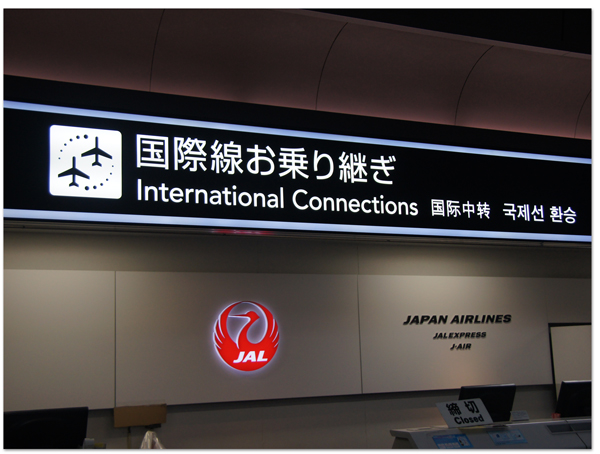 国際線お乗り継ぎ
International Connections 国际中转 국제선 환승
JAL
JAPAN AIRLINES
JALEXPRESS
J-AIR
締切
Closed